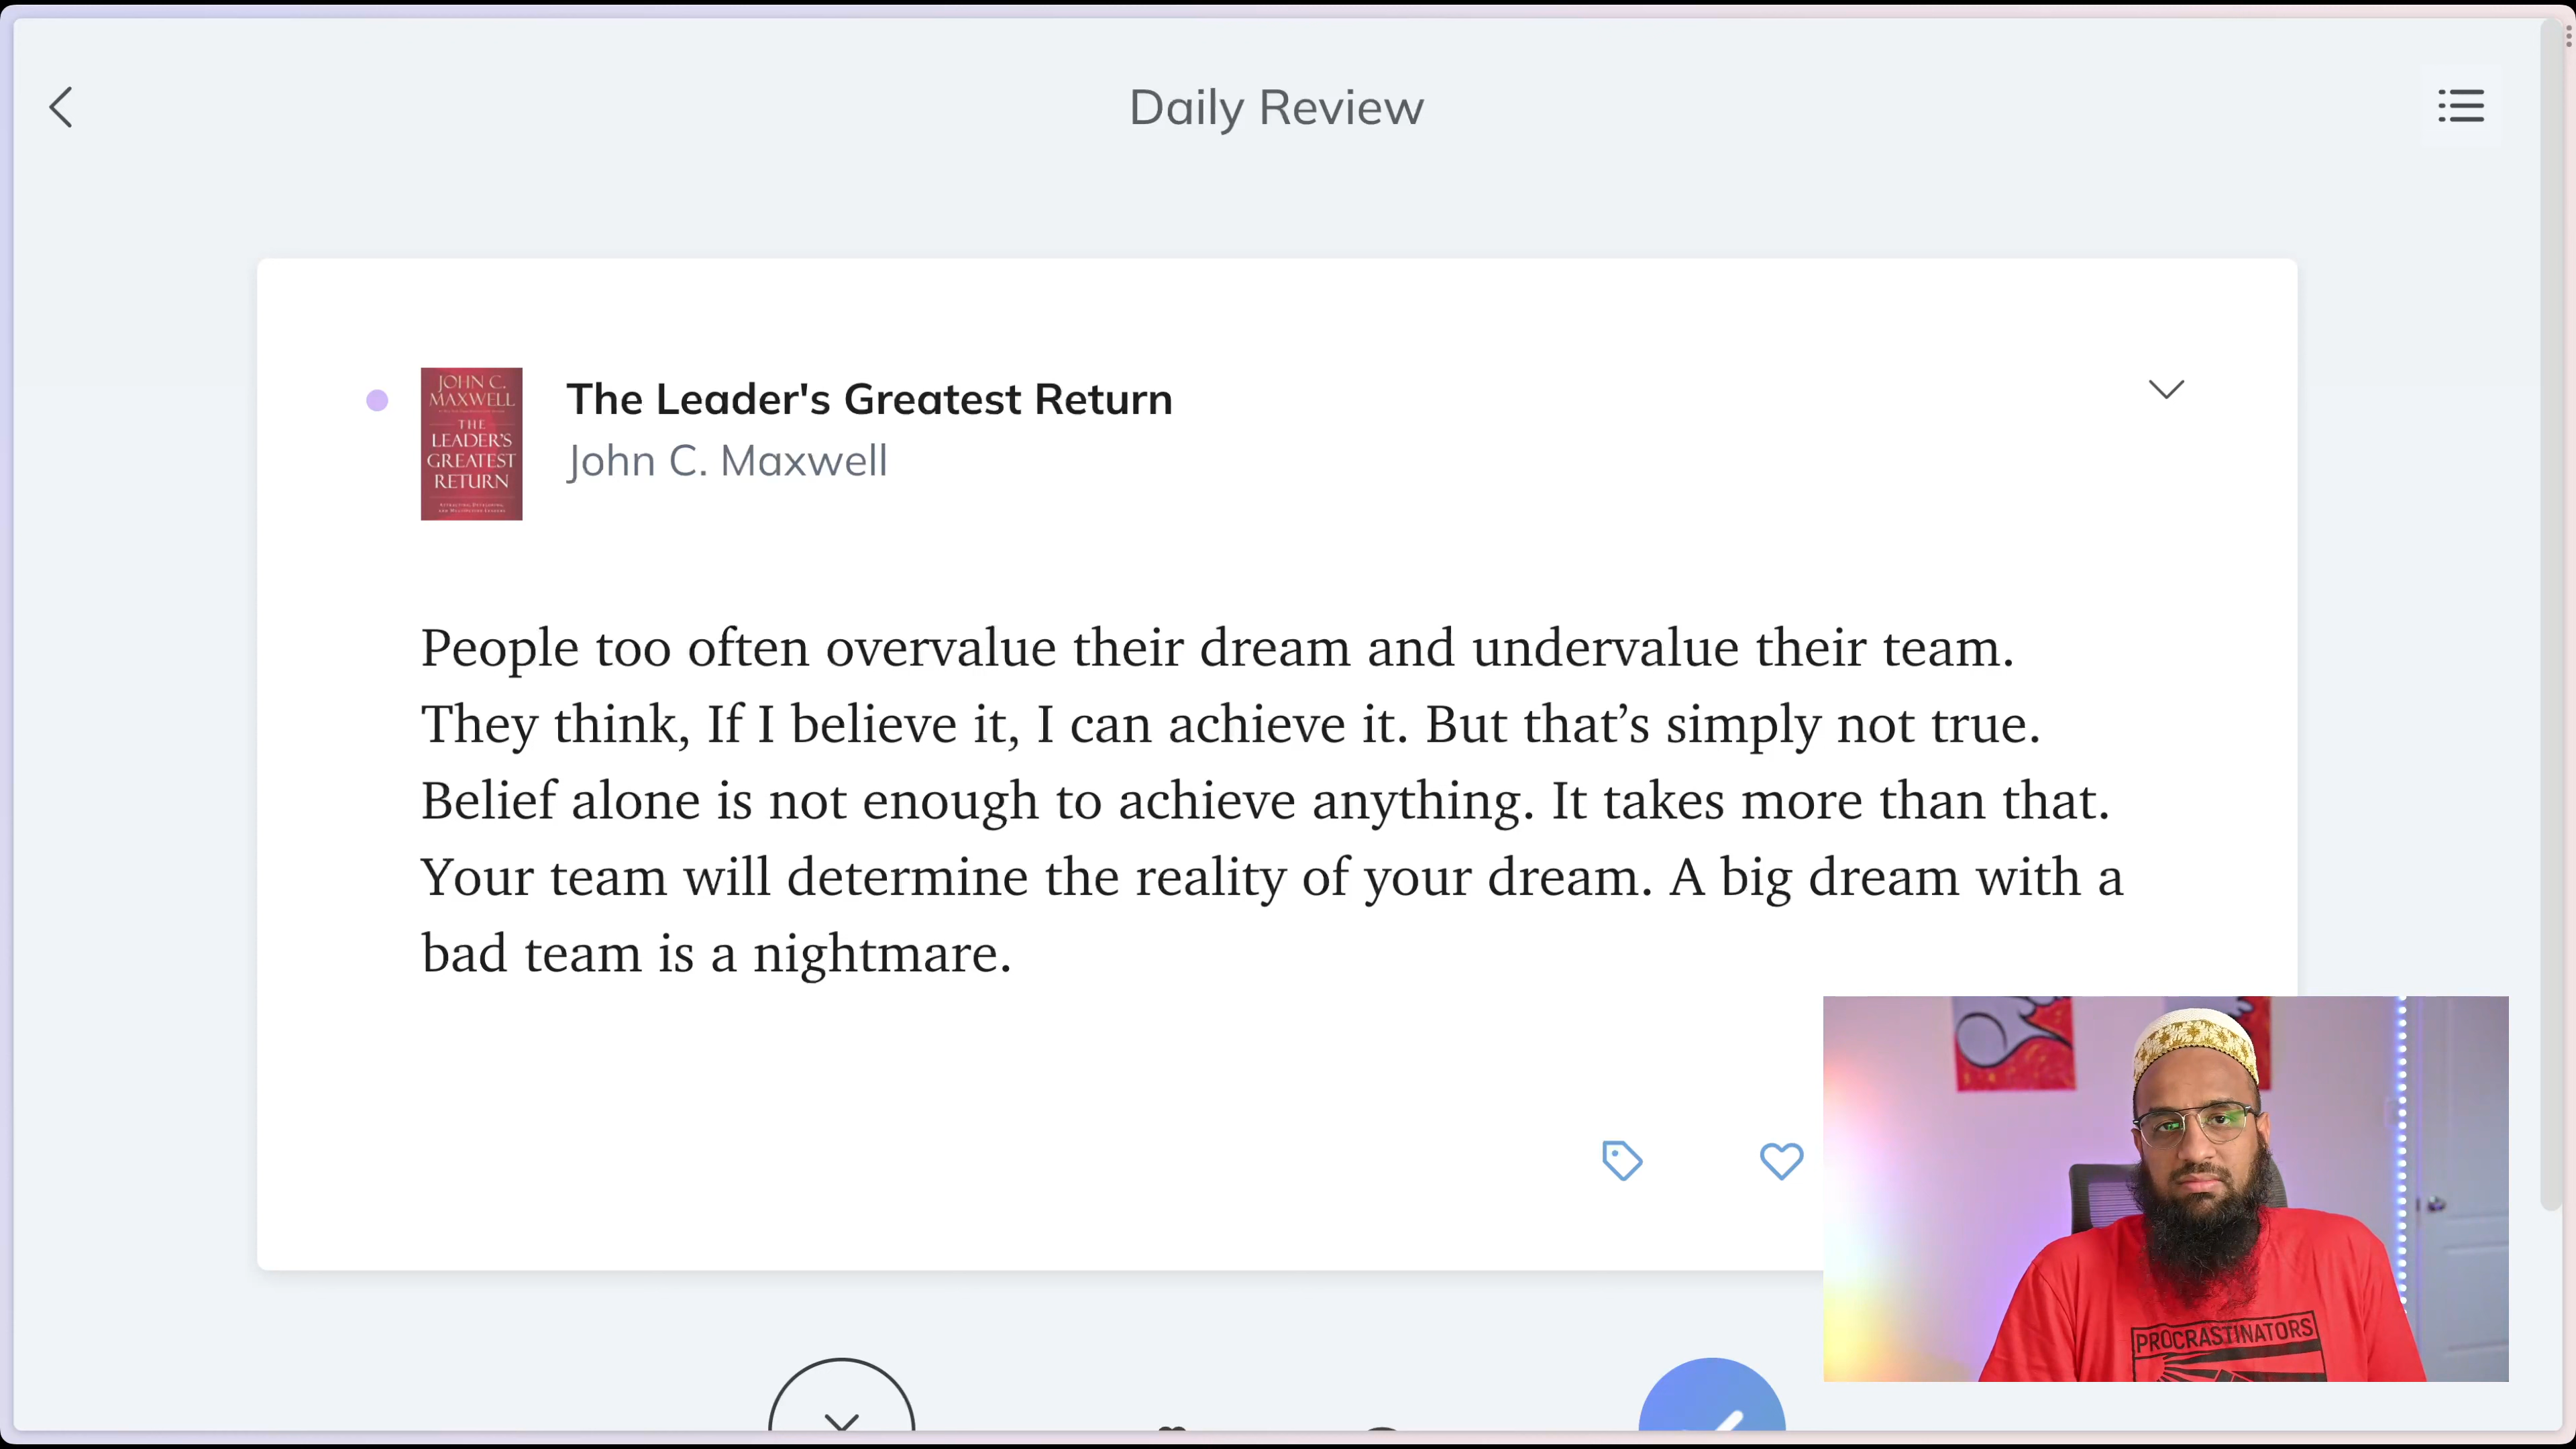 Daily Review
JOHN C.
MAXWELL
THE
LEADER'S
GREATEST
RETURN
The Leader's Greatest Return
John C. Maxwell
People too often overvalue their dream and undervalue their team.
They think, If I believe it, I can achieve it. But that’s simply not true.
Belief alone is not enough to achieve anything. It takes more than that.
Your team will determine the reality of your dream. A big dream with a
bad team is a nightmare.
PROCRASTINATORS